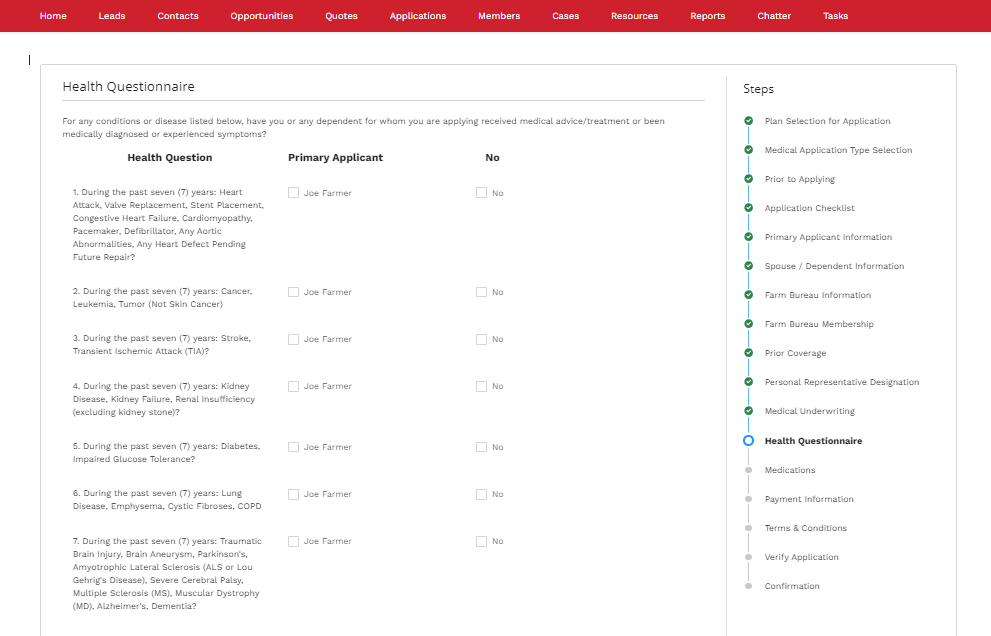 Home Leads Contacts Opportunities Quotes Applications Members Cases Resources Reports Chatter Tasks
Health Questionnaire
For any conditions or disease listed below, have you or any dependent for whom you are applying received medical advice/treatment or been
medically diagnosed or experienced symptoms?
Health Question Primary Applicant No
1. During the past seven (7) years: Heart
Attack, Valve Replacement, Stent Placement,
Congestive Heart Failure, Cardiomyopathy,
Pacemaker, Defibrillator, Any Aortic
Abnormalities, Any Heart Defect Pending
Future Repair?
Joe Farmer No
2. During the past seven (7) years: Cancer,
Leukemia, Tumor (Not Skin Cancer)
Joe Farmer No
3. During the past seven (7) years: Stroke,
Transient Ischemic Attack (TIA)?
Joe Farmer No
4. During the past seven (7) years: Kidney
Disease, Kidney Failure, Renal Insufficiency
(excluding kidney stone)?
Joe Farmer No
5. During the past seven (7) years: Diabetes,
Impaired Glucose Tolerance?
Joe Farmer No
6. During the past seven (7) years: Lung
Disease, Emphysema, Cystic Fibroses, COPD
Joe Farmer No
7. During the past seven (7) years: Traumatic
Brain Injury, Brain Aneurysm, Parkinson's,
Amyotrophic Lateral Sclerosis (ALS or Lou
Gehrig's Disease), Severe Cerebral Palsy,
Multiple Sclerosis (MS), Muscular Dystrophy
(MD), Alzheimer's, Dementia?
Joe Farmer No
Steps
Plan Selection for Application
Medical Application Type Selection
Prior to Applying
Application Checklist
Primary Applicant Information
Spouse / Dependent Information
Farm Bureau Information
Farm Bureau Membership
Prior Coverage
Personal Representative Designation
Medical Underwriting
Health Questionnaire
Medications
Payment Information
Terms & Conditions
Verify Application
Confirmation